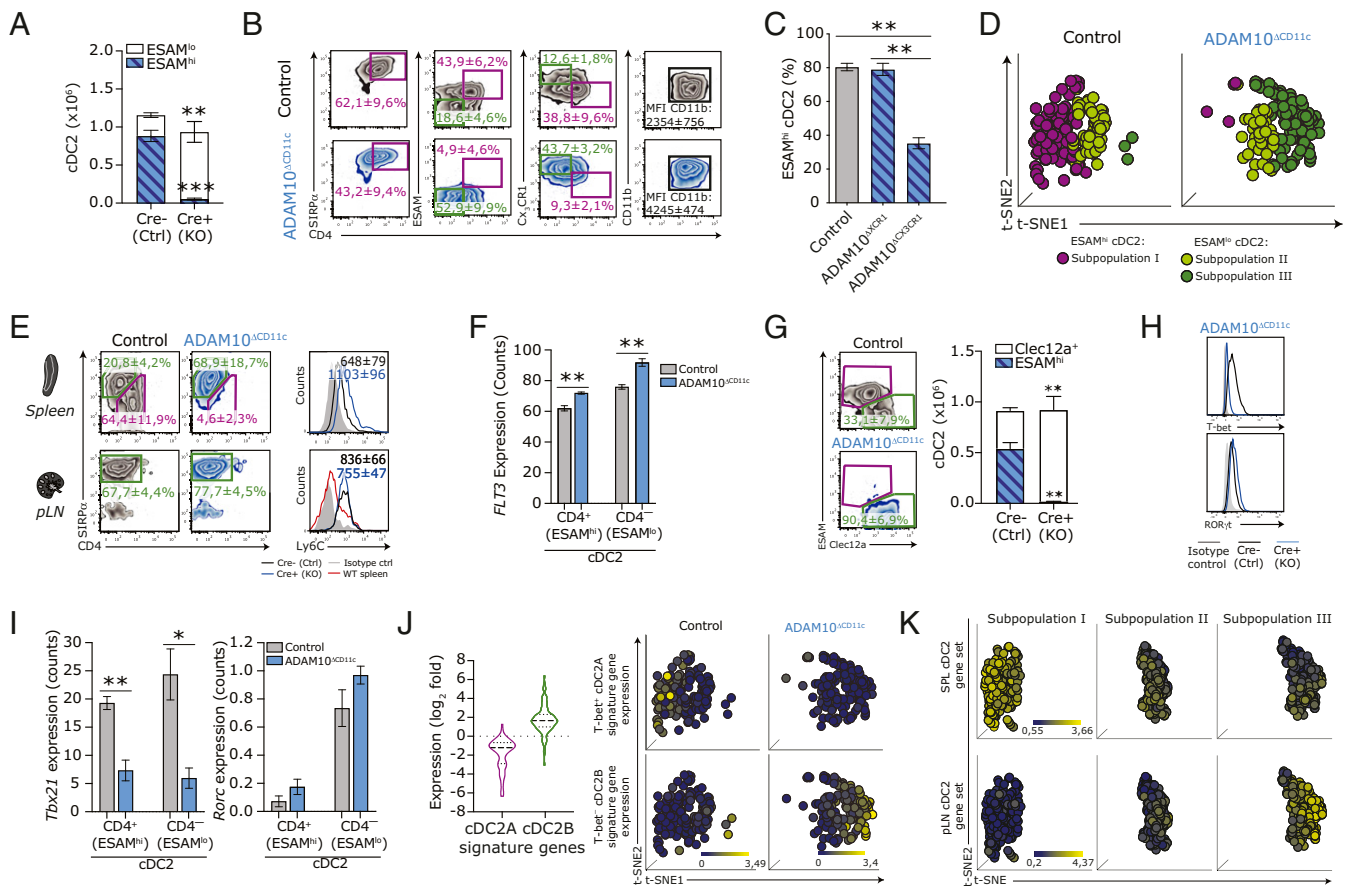 A
ESAMlo
ESAMhi
cDC2 (x10⁶)
2.0
1.5
1.0
0.5
0.0
**
***
Cre- Cre+
(Ctrl) (KO)
B
Control
ADAM10ΔCD11c
62,1±9,6%
43,9±6,2%
18,6±4,6%
12,6±1,8%
38,8±9,6%
MFI CD11b:
2354±756
43,2±9,4%
4,9±4,6%
52,9±9,9%
43,7±3,2%
9,3±2,1%
MFI CD11b:
4245±474
SIRPα
ESAM
Cx3CR1
CD11b
CD4
C
**
**
ESAMhi cDC2 (%)
100
80
60
40
20
0
Control
ADAM10ΔXCR1
ADAM10ΔCX3CR1
D
Control
ADAM10ΔCD11c
t-SNE2
t-SNE1
ESAMhi cDC2:
Subpopulation I
ESAMlo cDC2:
Subpopulation II
Subpopulation III
E
Control
ADAM10ΔCD11c
Spleen
20,8±4,2%
64,4±11,9%
68,9±18,7%
4,6±2,3%
Counts
648±79
1103±96
pLN
67,7±4,4%
77,7±4,5%
Counts
836±66
755±47
SIRPα
CD4
Ly6C
Cre- (Ctrl)
Isotype ctrl
Cre+ (KO)
WT spleen
F
FLT3 Expression (Counts)
100
80
60
40
20
0
**
**
Control
ADAM10ΔCD11c
CD4+ CD4−
(ESAMhi) (ESAMlo)
cDC2
G
Control
33,1±7,9%
ADAM10ΔCD11c
90,4±6,9%
ESAM
Clec12a
Clec12a+
ESAMhi
cDC2 (x10⁶)
1.5
1.0
0.5
0.0
**
**
Cre- Cre+
(Ctrl) (KO)
H
ADAM10ΔCD11c
T-bet
RORγt
Isotype control
Cre- (Ctrl)
Cre+ (KO)
I
Tbx21 expression (counts)
30
25
20
15
10
5
0
**
*
CD4+ CD4−
(ESAMhi) (ESAMlo)
cDC2
Rorc expression (counts)
1.2
1.0
0.8
0.6
0.4
0.2
0.0
Control
ADAM10ΔCD11c
CD4+ CD4−
(ESAMhi) (ESAMlo)
cDC2
J
Expression (log2 fold)
8
6
4
2
0
-2
-4
-6
-8
cDC2A cDC2B
signature genes
Control
ADAM10ΔCD11c
T-bet+ cDC2A
signature gene
expression
T-bet− cDC2B
signature gene
expression
0 3,49
0 3,4
t-SNE2
t-SNE1
K
Subpopulation I
Subpopulation II
Subpopulation III
SPL cDC2
gene set
0,55 3,66
pLN cDC2
gene set
0,2 4,37
t-SNE2
t-SNE